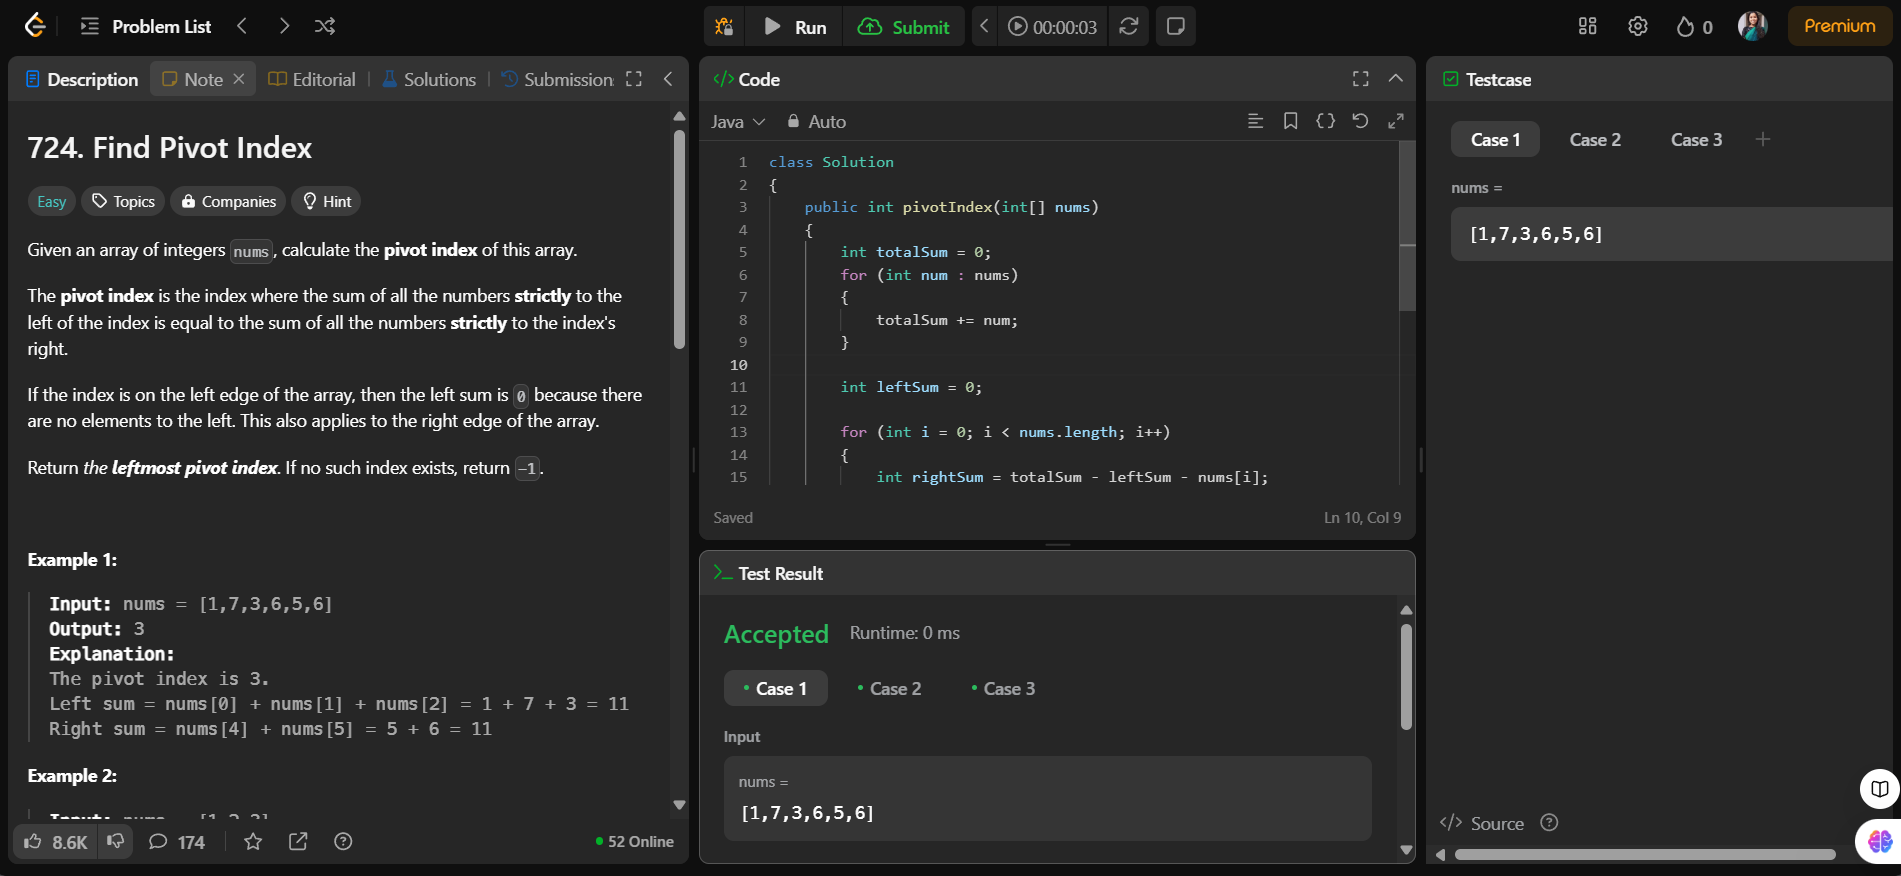 Problem List
Run
Submit
00:00:03
0
Premium
Description
Note
Editorial
Solutions
Submission
724. Find Pivot Index
Easy
Topics
Companies
Hint
Given an array of integers nums, calculate the pivot index of this array.
The pivot index is the index where the sum of all the numbers strictly to the
left of the index is equal to the sum of all the numbers strictly to the index's
right.
If the index is on the left edge of the array, then the left sum is 0 because there
are no elements to the left. This also applies to the right edge of the array.
Return the leftmost pivot index. If no such index exists, return -1.
Example 1:
Input: nums = [1,7,3,6,5,6]
Output: 3
Explanation:
The pivot index is 3.
Left sum = nums[0] + nums[1] + nums[2] = 1 + 7 + 3 = 11
Right sum = nums[4] + nums[5] = 5 + 6 = 11
Example 2:
Input: nums = [1,2,3]
8.6K
174
52 Online
</> Code
Java
Auto
1 class Solution
2 {
3 public int pivotIndex(int[] nums)
4 {
5 int totalSum = 0;
6 for (int num : nums)
7 {
8 totalSum += num;
9 }
10
11 int leftSum = 0;
12
13 for (int i = 0; i < nums.length; i++)
14 {
15 int rightSum = totalSum - leftSum - nums[i];
Saved
Ln 10, Col 9
>_ Test Result
Accepted
Runtime: 0 ms
Case 1
Case 2
Case 3
Input
nums =
[1,7,3,6,5,6]
Testcase
Case 1
Case 2
Case 3
+
nums =
[1,7,3,6,5,6]
</> Source